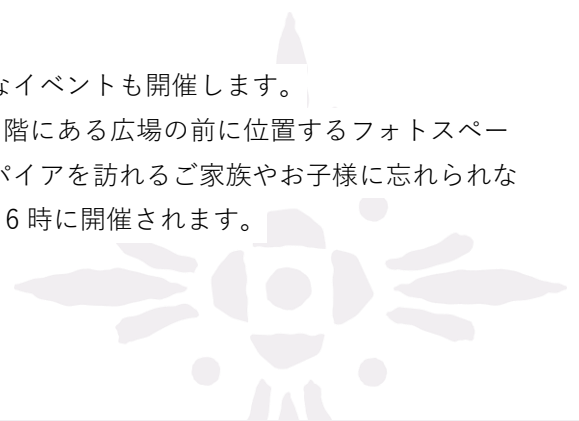 なイベントも開催します。
階にある広場の前に位置するフォトスペー
パイアを訪れるご家族やお子様に忘れられな
６時に開催されます。